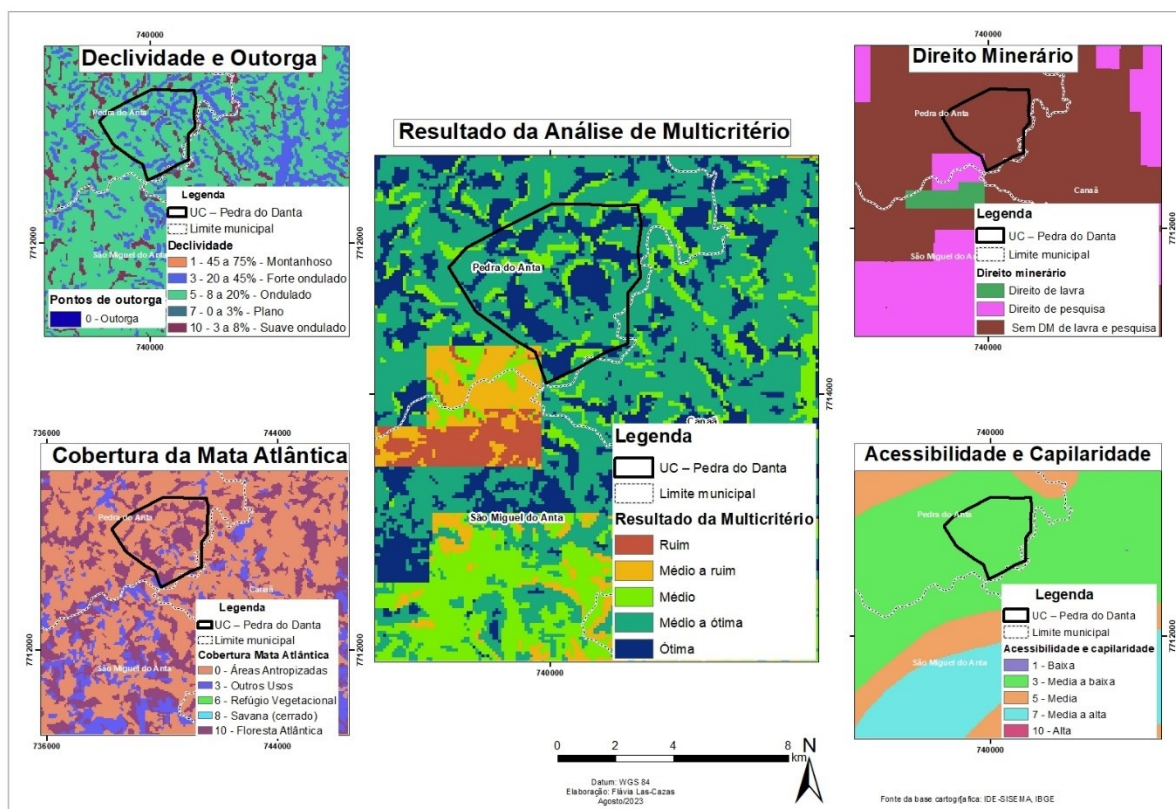 740000
Declividade e Outorga
Pedra do Anta
7712000
7712000
São Miguel do Anta
Legenda
UC – Pedra do Danta
Limite municipal
Declividade
1 - 45 a 75% - Montanhoso
3 - 20 a 45% - Forte ondulado
5 - 8 a 20% - Ondulado
7 - 0 a 3% - Plano
10 - 3 a 8% - Suave ondulado
Pontos de outorga
0 - Outorga
740000
Resultado da Análise de Multicritério
Pedra do Anta
7714000
Canaã
São Miguel do Anta
Legenda
UC – Pedra do Danta
Limite municipal
Resultado da Multicritério
Ruim
Médio a ruim
Médio
Médio a ótima
Ótima
740000
740000
Direito Minerário
Pedra do Anta
Canaã
7712000
7712000
São Miguel do Anta
Legenda
UC – Pedra do Danta
Limite municipal
Direito minerário
Direito de lavra
Direito de pesquisa
Sem DM de lavra e pesquisa
740000
736000
744000
Cobertura da Mata Atlântica
Pedra do Anta
Canaã
7712000
7712000
São Miguel do Anta
Legenda
UC – Pedra do Danta
Limite municipal
Cobertura Mata Atlântica
0 - Áreas Antropizadas
3 - Outros Usos
6 - Refúgio Vegetacional
8 - Savana (cerrado)
10 - Floresta Atlântica
736000
744000
740000
Acessibilidade e Capilaridade
Pedra do Anta
7712000
7712000
São Miguel do Anta
Legenda
UC – Pedra do Danta
Limite municipal
Acessibilidade e capilaridade
1 - Baixa
3 - Media a baixa
5 - Media
7 - Media a alta
10 - Alta
740000
0 2 4 6 8
km
N
Datum: WGS 84
Elaboração: Flávia Las-Cazas
Agosto/2023
Fonte da base cartogrfaica: IDE-SISEMA, IBGE